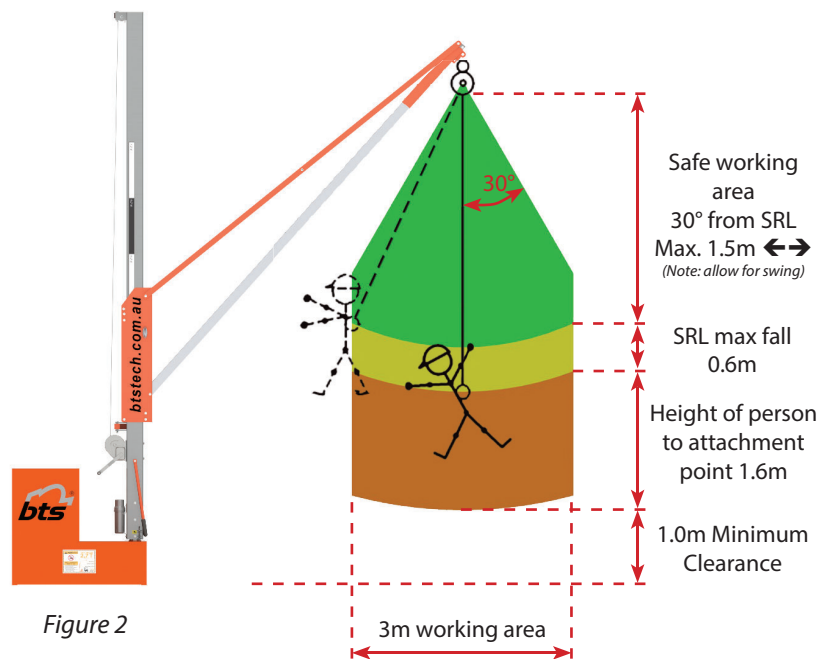 30°
Safe working
area
30° from SRL
Max. 1.5m
(Note: allow for swing)
SRL max fall
0.6m
Height of person
to attachment
point 1.6m
1.0m Minimum
Clearance
3m working area
btstech.com.au
bts
Figure 2